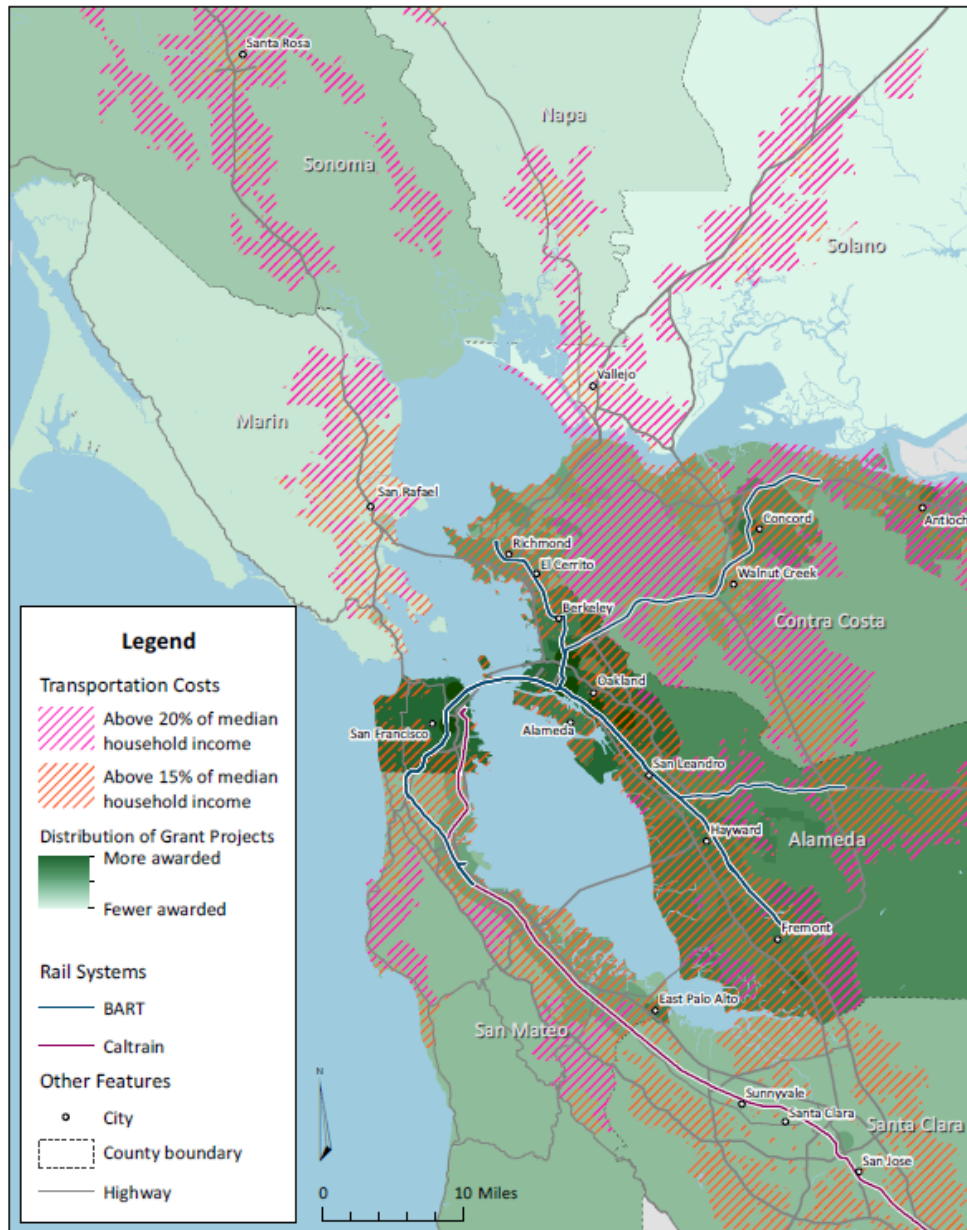 Santa Rosa
Napa
Sonoma
Solano
Vallejo
Marin
San Rafael
Concord
Antioch
Richmond
El Cerrito
Walnut Creek
Berkeley
Contra Costa
Oakland
San Francisco
Alameda
San Leandro
Hayward
Alameda
Fremont
East Palo Alto
San Mateo
Sunnyvale
Santa Clara
Santa Clara
San Jose
Legend
Transportation Costs
Above 20% of median
household income
Above 15% of median
household income
Distribution of Grant Projects
More awarded
Fewer awarded
Rail Systems
BART
Caltrain
Other Features
City
County boundary
Highway
N
0 10 Miles